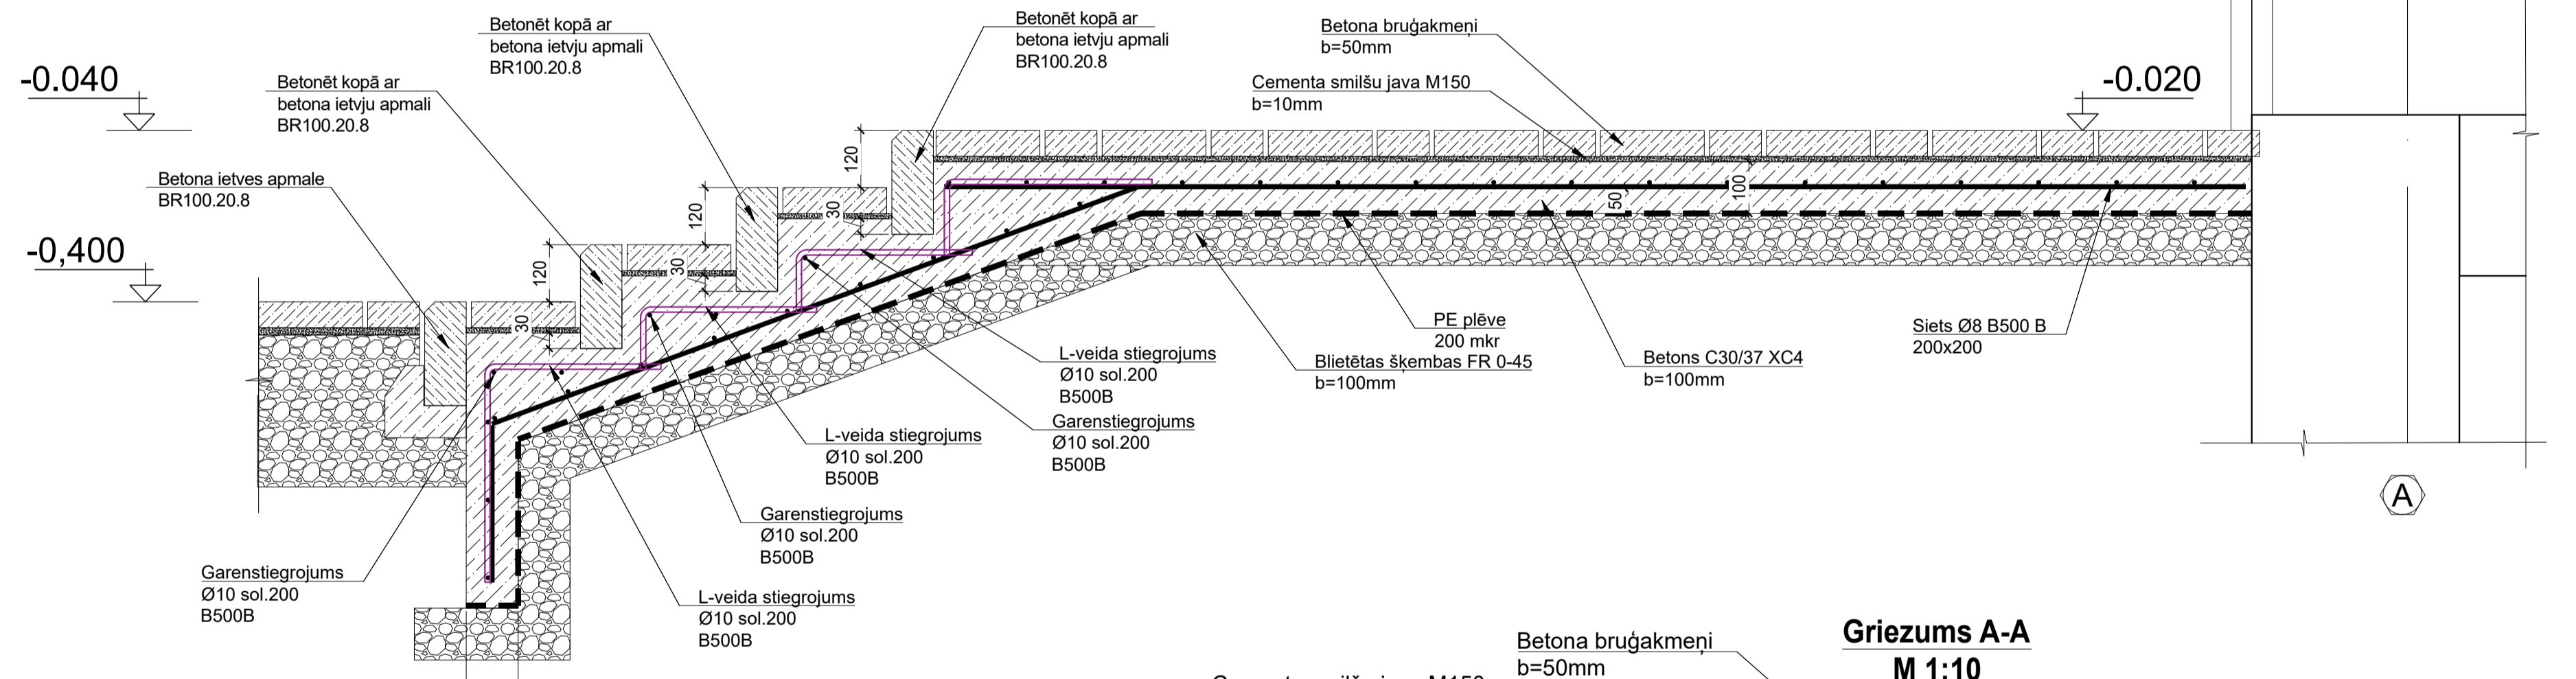 Betonēt kopā ar
betona ietvju apmali
BR100.20.8
Betonēt kopā ar
betona ietvju apmali
BR100.20.8
Betona bruģakmeņi
b=50mm
-0.040
Betonēt kopā ar
betona ietvju apmali
BR100.20.8
Cementa smilšu java M150
b=10mm
-0.020
Betona ietves apmale
BR100.20.8
-0,400
120
120
120
30
30
30
50
100
PE plēve
200 mkr
Siets Ø8 B500 B
200x200
L-veida stiegrojums
Ø10 sol.200
B500B
Blietētas šķembas FR 0-45
b=100mm
Betons C30/37 XC4
b=100mm
Garenstiegrojums
Ø10 sol.200
B500B
L-veida stiegrojums
Ø10 sol.200
B500B
A
Garenstiegrojums
Ø10 sol.200
B500B
Garenstiegrojums
Ø10 sol.200
B500B
L-veida stiegrojums
Ø10 sol.200
B500B
Griezums A-A
M 1:10
Betona bruģakmeņi
b=50mm